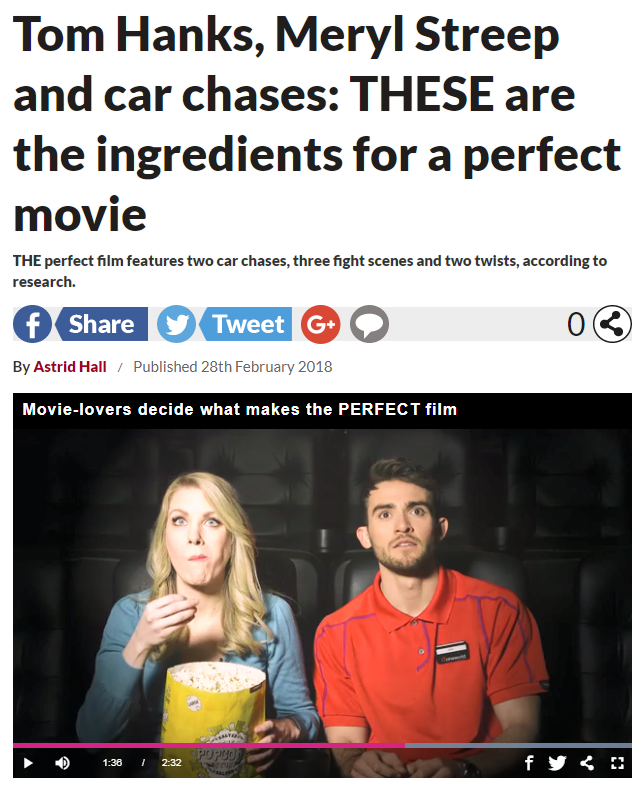 Tom Hanks, Meryl Streep
and car chases: THESE are
the ingredients for a perfect
movie
THE perfect film features two car chases, three fight scenes and two twists, according to
research.
f Share Tweet G+ 0
By Astrid Hall / Published 28th February 2018
Movie-lovers decide what makes the PERFECT film
1:36 / 2:32 f